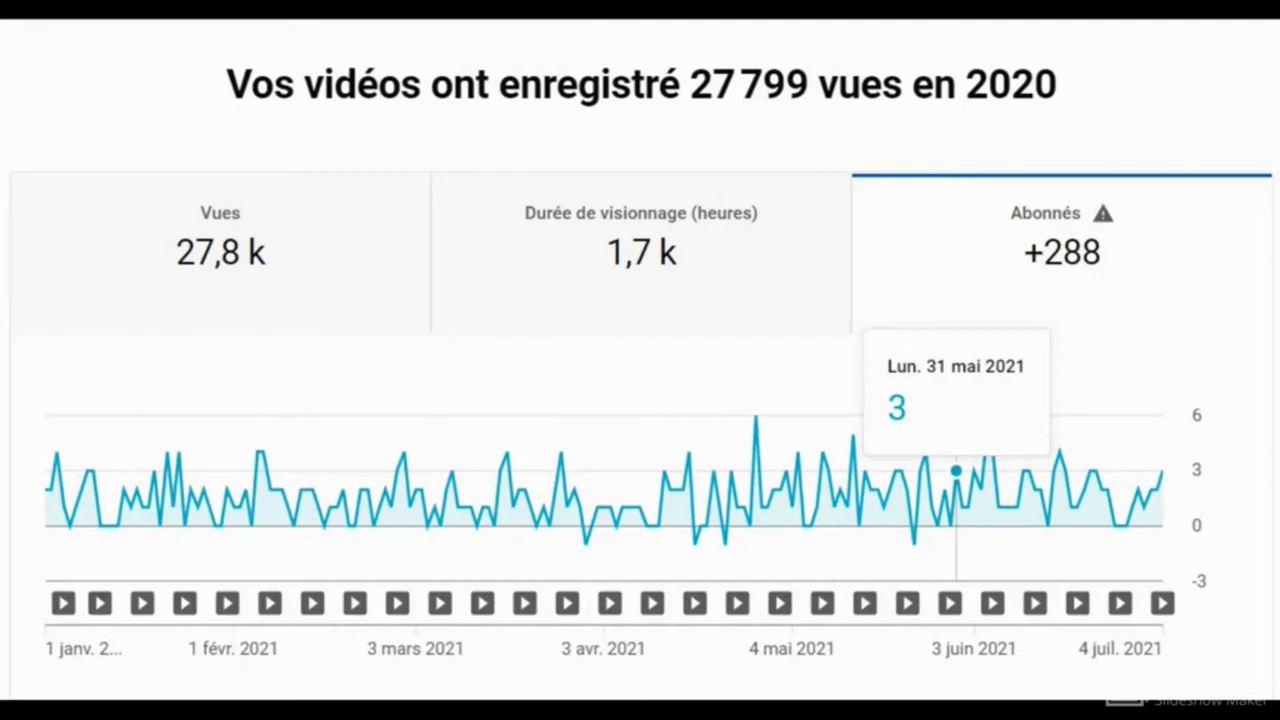 Vos vidéos ont enregistré 27 799 vues en 2020
Vues
27,8 k
Durée de visionnage (heures)
1,7 k
Abonnés
+288
Lun. 31 mai 2021
3
6
3
0
-3
1 janv. 2...
1 févr. 2021
3 mars 2021
3 avr. 2021
4 mai 2021
3 juin 2021
4 juil. 2021
Slideshow Maker